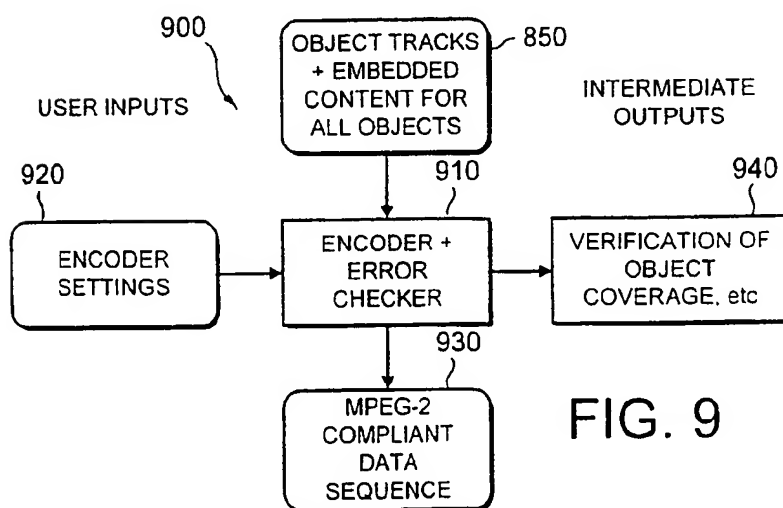 900
OBJECT TRACKS
+ EMBEDDED
CONTENT FOR
ALL OBJECTS
850
USER INPUTS
INTERMEDIATE
OUTPUTS
920
910
940
ENCODER
SETTINGS
ENCODER +
ERROR
CHECKER
VERIFICATION OF
OBJECT
COVERAGE, etc
930
MPEG-2
COMPLIANT
DATA
SEQUENCE
FIG. 9